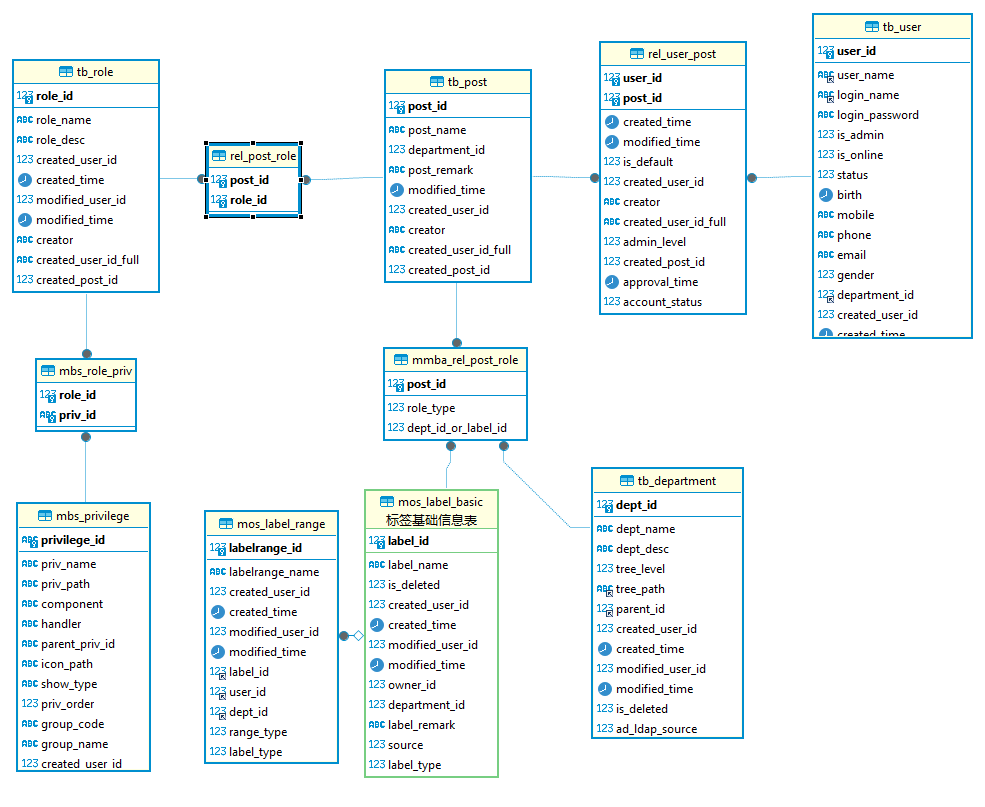 tb_role
123 role_id
ABC role_name
ABC role_desc
123 created_user_id
created_time
123 modified_user_id
modified_time
ABC creator
ABC created_user_id_full
123 created_post_id
rel_post_role
123 post_id
123 role_id
tb_post
123 post_id
ABC post_name
123 department_id
ABC post_remark
modified_time
123 created_user_id
ABC creator
ABC created_user_id_full
123 created_post_id
rel_user_post
123 user_id
123 post_id
created_time
modified_time
123 is_default
123 created_user_id
ABC creator
ABC created_user_id_full
123 admin_level
123 created_post_id
approval_time
123 account_status
tb_user
123 user_id
ABC user_name
ABC login_name
ABC login_password
123 is_admin
123 is_online
123 status
birth
ABC mobile
ABC phone
ABC email
123 gender
123 department_id
123 created_user_id
created_time
mbs_role_priv
123 role_id
ABC priv_id
mmba_rel_post_role
123 post_id
123 role_type
123 dept_id_or_label_id
mbs_privilege
ABC privilege_id
ABC priv_name
ABC priv_path
ABC component
ABC handler
ABC parent_priv_id
ABC icon_path
ABC show_type
123 priv_order
ABC group_code
ABC group_name
123 created_user_id
mos_label_range
123 labelrange_id
ABC labelrange_name
123 created_user_id
created_time
123 modified_user_id
modified_time
123 label_id
123 user_id
123 dept_id
123 range_type
123 label_type
mos_label_basic
标签基础信息表
123 label_id
ABC label_name
123 is_deleted
123 created_user_id
created_time
123 modified_user_id
modified_time
123 owner_id
123 department_id
ABC label_remark
123 source
123 label_type
tb_department
123 dept_id
ABC dept_name
ABC dept_desc
123 tree_level
ABC tree_path
123 parent_id
123 created_user_id
created_time
123 modified_user_id
modified_time
123 is_deleted
123 ad_ldap_source